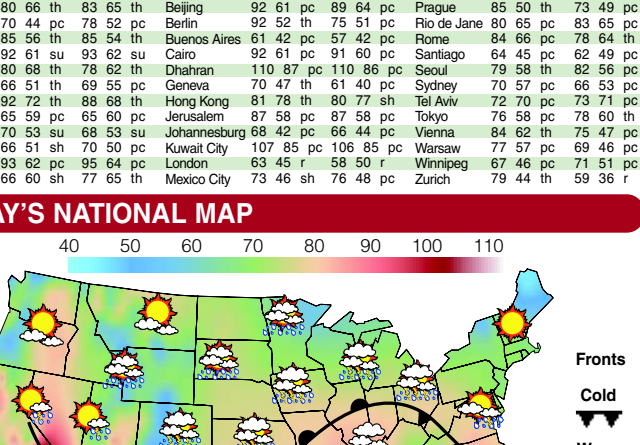 80 66 th 83 65 th Beijing 92 61 pc 89 64 pc Prague 85 50 th 73 49 pc
70 44 pc 78 52 pc Berlin 92 52 th 75 51 pc Rio de Jane 80 65 pc 83 65 pc
85 56 th 85 54 th Buenos Aires 61 42 pc 57 48 pc Rome 84 66 pc 78 64 th
92 61 su 93 62 su Cairo 92 61 pc 91 60 pc Santiago 64 45 pc 62 49 pc
80 68 th 78 62 th Dhahran 110 87 pc 110 86 pc Seoul 79 58 th 82 56 pc
66 51 th 69 55 pc Geneva 70 47 th 61 40 pc Sydney 70 57 pc 66 53 pc
92 72 th 88 68 th Hong Kong 81 78 th 80 77 sh Tel Aviv 72 70 pc 73 71 pc
65 59 pc 65 60 pc Jerusalem 87 58 pc 87 58 pc Tokyo 76 58 pc 78 60 th
70 53 su 68 53 su Johannesburg 68 42 pc 66 44 pc Vienna 84 62 th 75 47 pc
66 51 sh 70 50 pc Kuwait City 107 85 pc 106 85 pc Warsaw 77 57 pc 69 46 pc
93 62 pc 95 64 pc London 63 45 r 58 50 r Winnipeg 67 46 pc 71 51 pc
66 60 sh 77 65 th Mexico City 73 46 sh 76 48 pc Zurich 79 44 th 59 36 r
AY'S NATIONAL MAP
40 50 60 70 80 90 100 110
Fronts
Cold